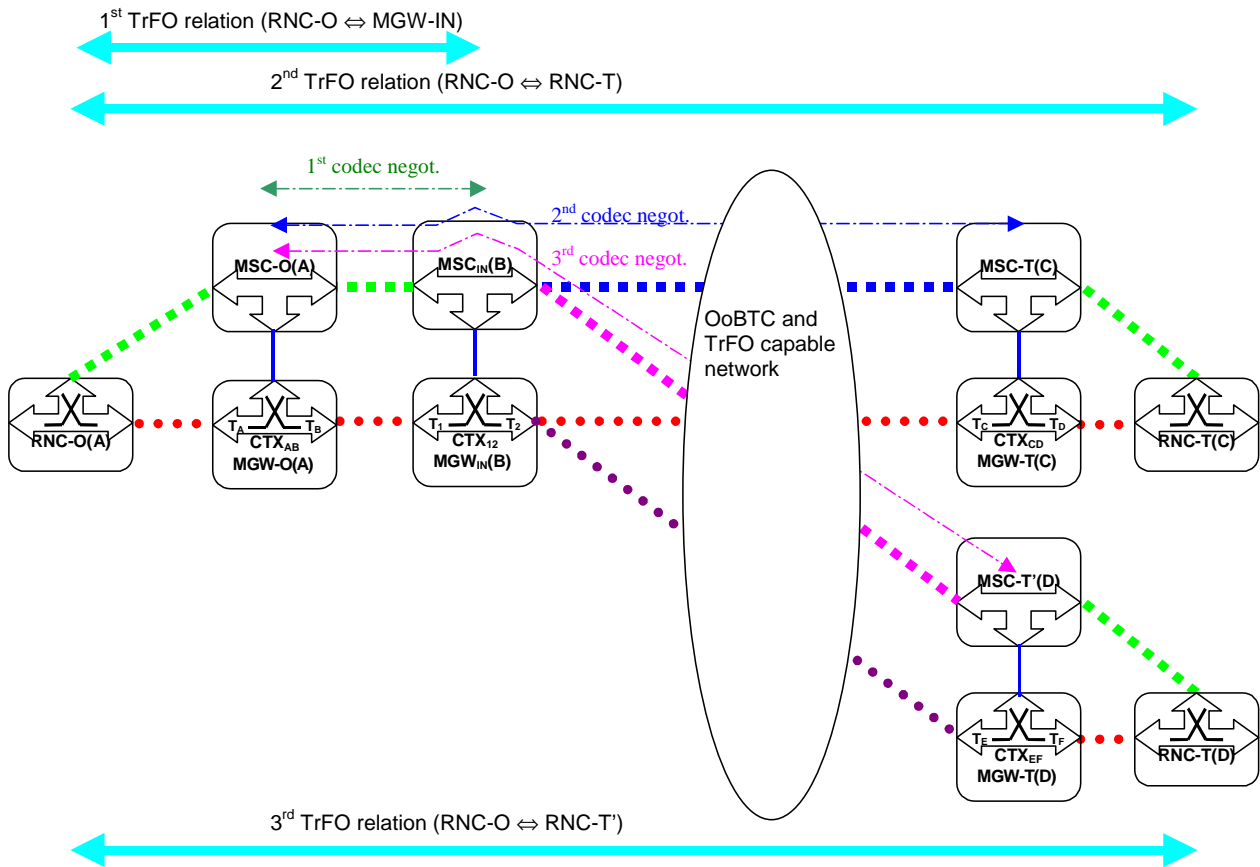 1st TrFO relation (RNC-O ⇔ MGW-IN)
2nd TrFO relation (RNC-O ⇔ RNC-T)
1st codec negot.
2nd codec negot.
3rd codec negot.
MSC-O(A)
MSCIN(B)
MSC-T(C)
OoBTC and
TrFO capable
network
RNC-O(A)
TA TB
CTXAB
MGW-O(A)
T1 T2
CTX12
MGWIN(B)
TC TD
CTXCD
MGW-T(C)
RNC-T(C)
MSC-T’(D)
TE TF
CTXEF
MGW-T(D)
RNC-T(D)
3rd TrFO relation (RNC-O ⇔ RNC-T’)